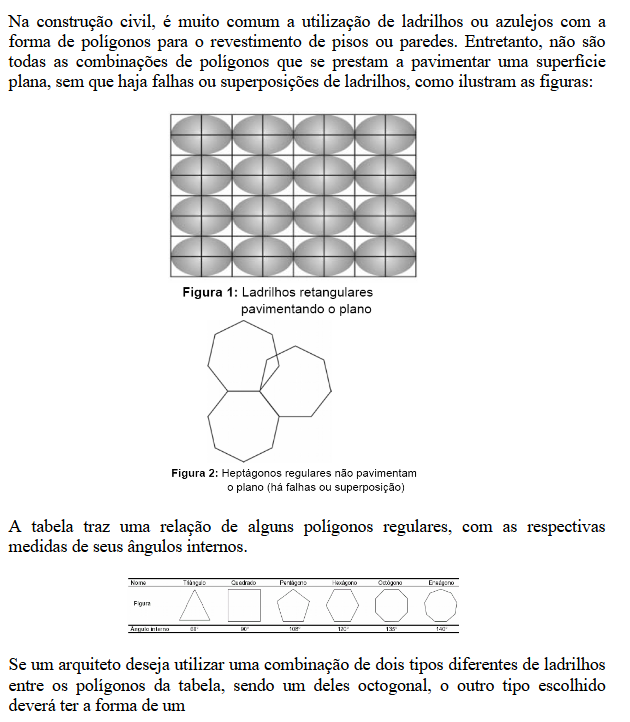 Na construção civil, é muito comum a utilização de ladrilhos ou azulejos com a
forma de polígonos para o revestimento de pisos ou paredes. Entretanto, não são
todas as combinações de polígonos que se prestam a pavimentar uma superfície
plana, sem que haja falhas ou superposições de ladrilhos, como ilustram as figuras:
Figura 1: Ladrilhos retangulares
pavimentando o plano
Figura 2: Heptágonos regulares não pavimentam
o plano (há falhas ou superposição)
A tabela traz uma relação de alguns polígonos regulares, com as respectivas
medidas de seus ângulos internos.
Nome Triângulo Quadrado Pentágono Hexágono Octógono Eneágono
Figura
Ângulo interno 60° 90° 108° 120° 135° 140°
Se um arquiteto deseja utilizar uma combinação de dois tipos diferentes de ladrilhos
entre os polígonos da tabela, sendo um deles octogonal, o outro tipo escolhido
deverá ter a forma de um